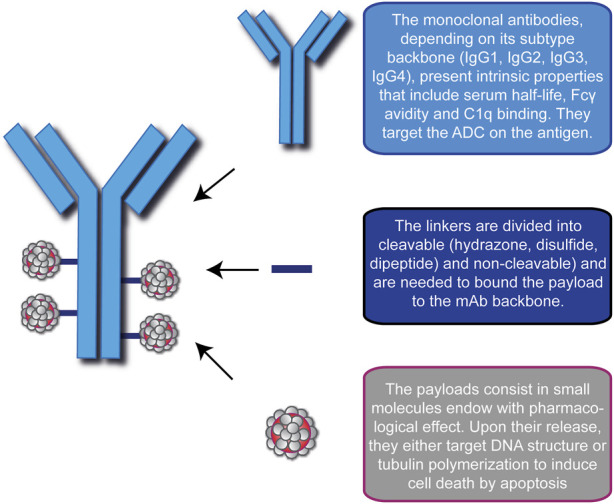 The monoclonal antibodies,
depending on its subtype
backbone (IgG1, IgG2, IgG3,
IgG4), present intrinsic properties
that include serum half-life, Fcγ
avidity and C1q binding. They
target the ADC on the antigen.
The linkers are divided into
cleavable (hydrazone, disulfide,
dipeptide) and non-cleavable) and
are needed to bound the payload
to the mAb backbone.
The payloads consist in small
molecules endow with pharmaco-
logical effect. Upon their release,
they either target DNA structure or
tubulin polymerization to induce
cell death by apoptosis